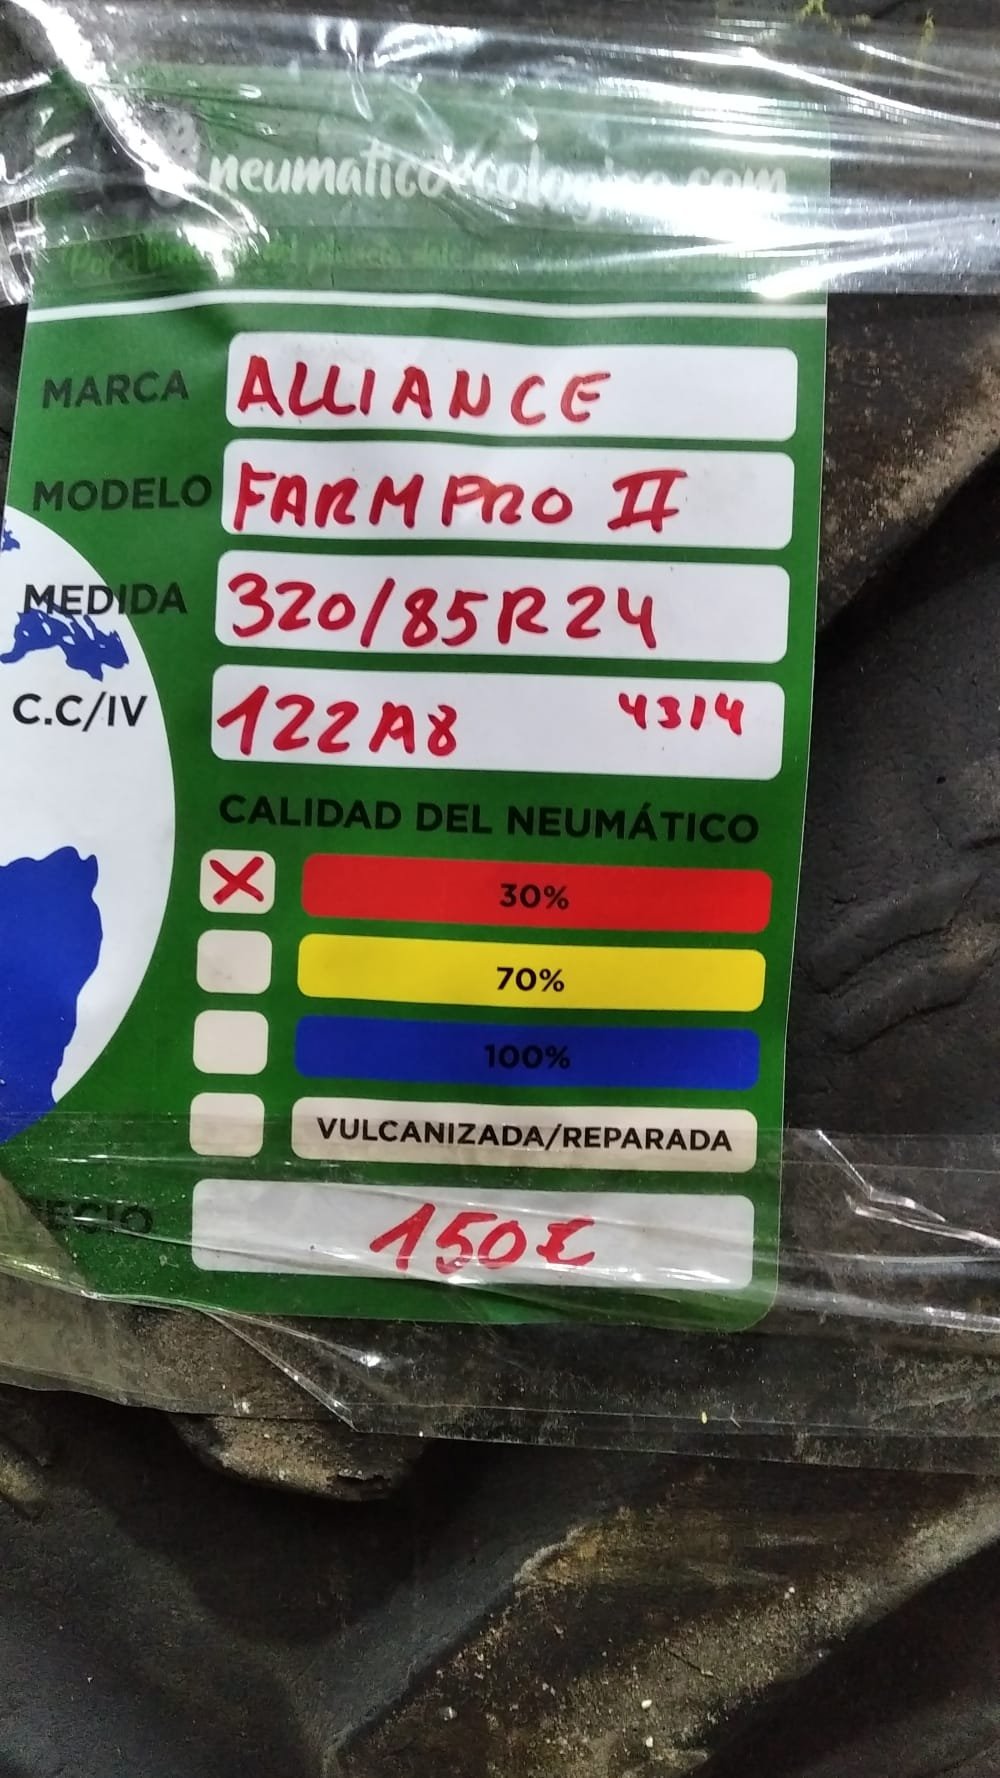 neumaticoecologico.com
MARCA ALLIANCE
MODELO FARM PRO II
MEDIDA 320/85R24
C.C/IV 122A8 4314
CALIDAD DEL NEUMÁTICO
X 30%
70%
100%
VULCANIZADA/REPARADA
ECIO 150€